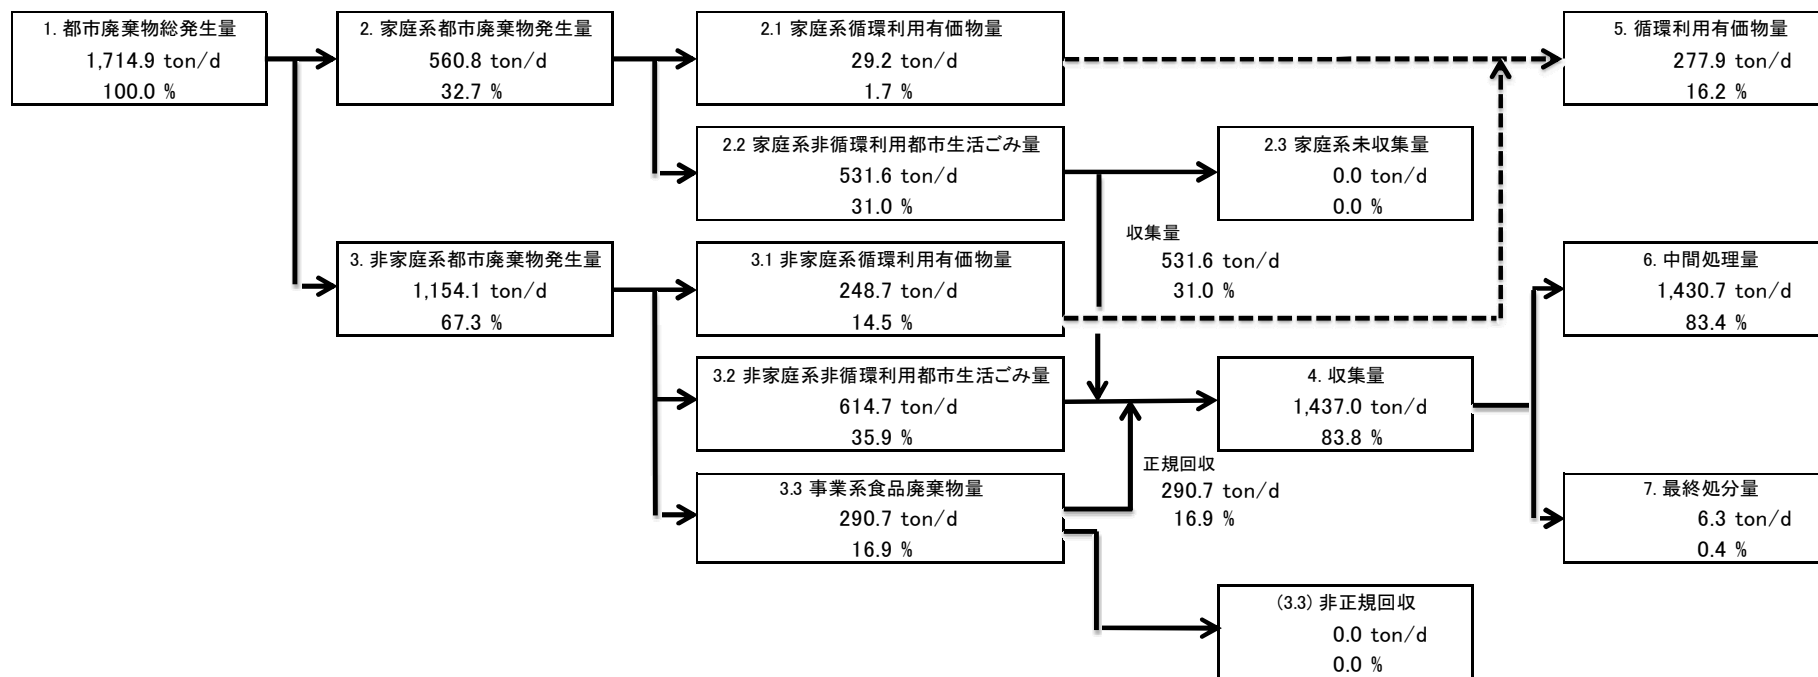 1. 都市廃棄物総発生量
1,714.9 ton/d
100.0 %
2. 家庭系都市廃棄物発生量
560.8 ton/d
32.7 %
2.1 家庭系循環利用有価物量
29.2 ton/d
1.7 %
5. 循環利用有価物量
277.9 ton/d
16.2 %
2.2 家庭系非循環利用都市生活ごみ量
531.6 ton/d
31.0 %
2.3 家庭系未収集量
0.0 ton/d
0.0 %
収集量
531.6 ton/d
31.0 %
3. 非家庭系都市廃棄物発生量
1,154.1 ton/d
67.3 %
3.1 非家庭系循環利用有価物量
248.7 ton/d
14.5 %
6. 中間処理量
1,430.7 ton/d
83.4 %
3.2 非家庭系非循環利用都市生活ごみ量
614.7 ton/d
35.9 %
4. 収集量
1,437.0 ton/d
83.8 %
正規回収
290.7 ton/d
16.9 %
3.3 事業系食品廃棄物量
290.7 ton/d
16.9 %
7. 最終処分量
6.3 ton/d
0.4 %
(3.3) 非正規回収
0.0 ton/d
0.0 %